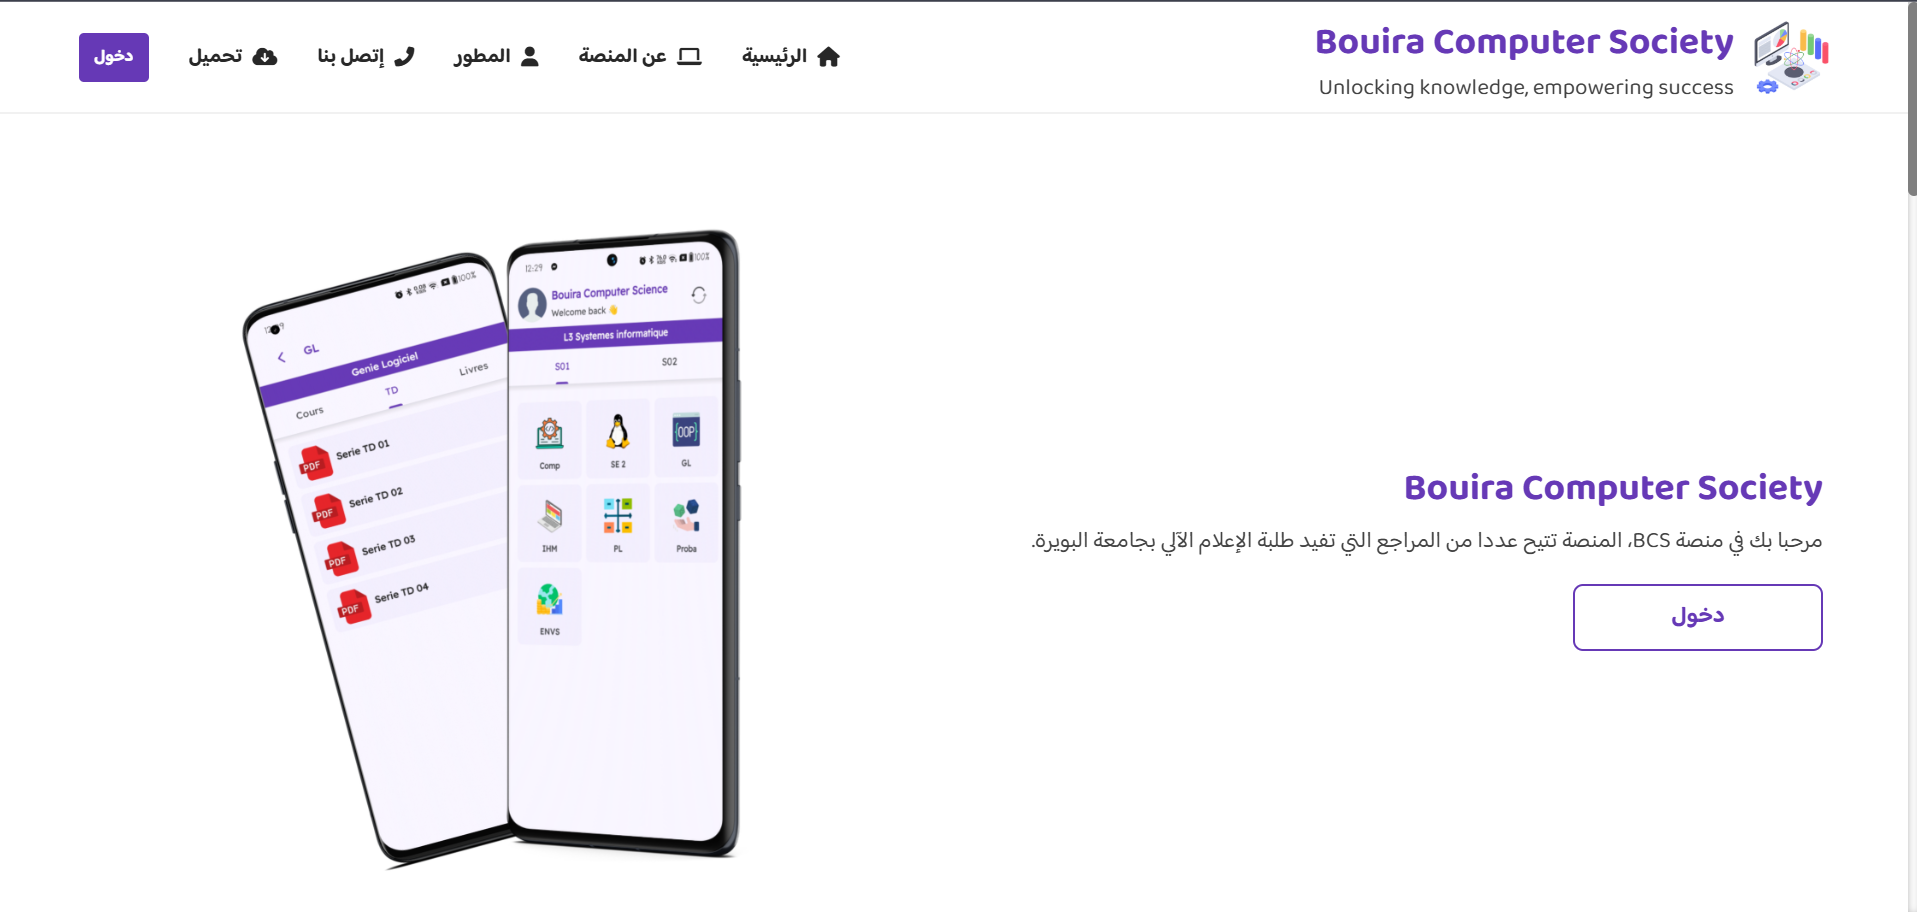 Bouira Computer Society
Unlocking knowledge, empowering success
الرئيسية
عن المنصة
المطور
إتصل بنا
تحميل
دخول
Bouira Computer Society
مرحبا بك في منصة BCS، المنصة تتيح عددا من المراجع التي تفيد طلبة الإعلام الآلي بجامعة البويرة.
دخول
12:29
100%
Bouira Computer Science
Welcome back 👋
L3 Systemes informatique
S01
S02
Comp
SE 2
{OOP}
GL
IHM
PL
Proba
ENVS
100%
GL
Genie Logiciel
Cours
TD
Livres
PDF
Serie TD 01
PDF
Serie TD 02
PDF
Serie TD 03
PDF
Serie TD 04